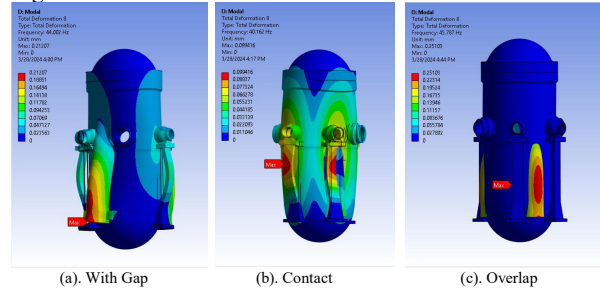 D: Modal
Total Deformation 8
Type: Total Deformation
Frequency: 44.002 Hz
Unit: mm
Max: 0.21207
Min: 0
3/28/2024 4:00 PM
0.21207
0.18851
0.16494
0.14138
0.11782
0.094253
0.07069
0.047127
0.023563
0
Max
(a). With Gap
D: Modal
Total Deformation 8
Type: Total Deformation
Frequency: 40.162 Hz
Unit: mm
Max: 0.099416
Min: 0
3/28/2024 4:17 PM
0.099416
0.08837
0.077324
0.066278
0.055231
0.044185
0.033139
0.022093
0.011046
0
Max
(b). Contact
D: Modal
Total Deformation 8
Type: Total Deformation
Frequency: 45.797 Hz
Unit: mm
Max: 0.25103
Min: 0
3/28/2024 4:44 PM
0.25103
0.22314
0.19524
0.16735
0.13946
0.11157
0.083676
0.055784
0.027892
0
Max
(c). Overlap